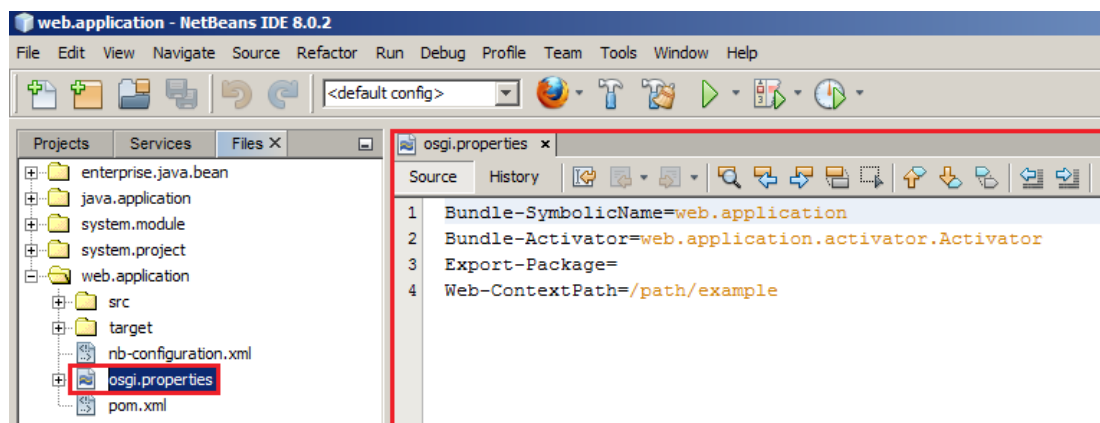 web.application - NetBeans IDE 8.0.2
File Edit View Navigate Source Refactor Run Debug Profile Team Tools Window Help
<default config>
Projects Services Files X
enterprise.java.bean
java.application
system.module
system.project
web.application
src
target
nb-configuration.xml
osgi.properties
pom.xml
osgi.properties x
Source History
1 Bundle-SymbolicName=web.application
2 Bundle-Activator=web.application.activator.Activator
3 Export-Package=
4 Web-ContextPath=/path/example